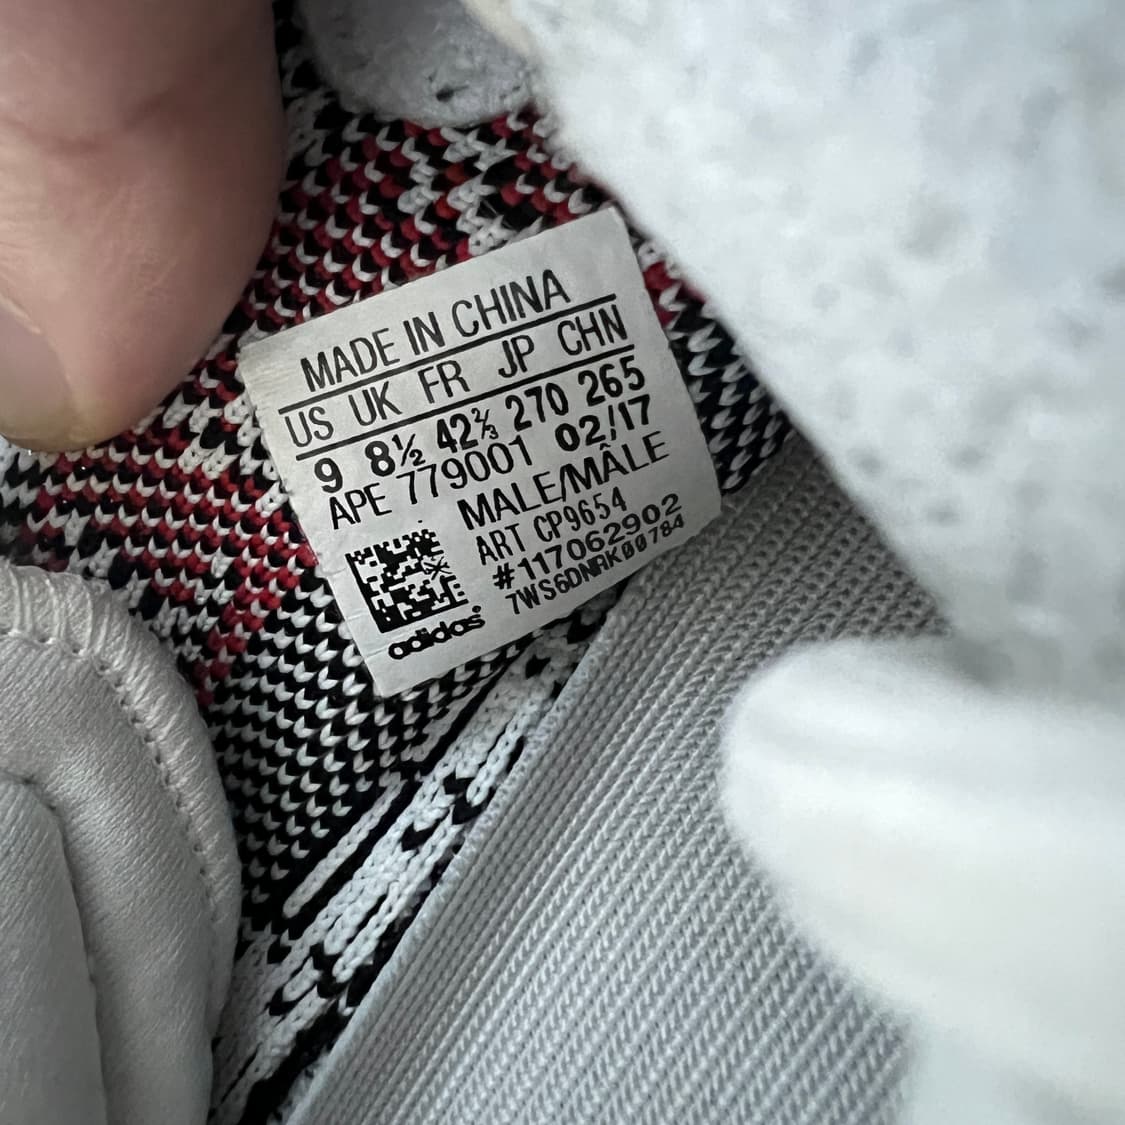 MADE IN CHINA
US UK FR JP CHN
9 8½ 42⅔ 270 265
APE 779001 02/17
MALE/MÂLE
ART CP9654
#117062902
7WS6DNRK00784
adidas